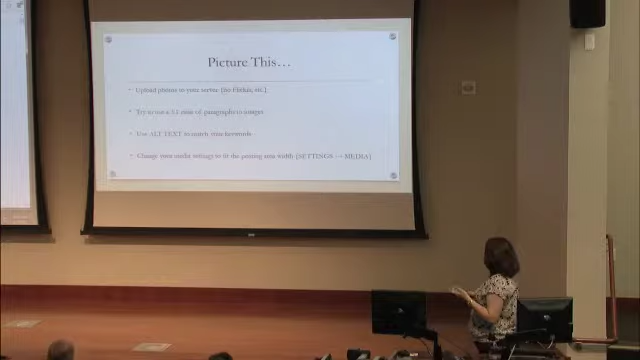 Picture This…
• Upload photos to your server [no Flickr, etc.]
• Try to use a 3:1 ratio of paragraphs to images
• Use ALT TEXT to match your keywords
• Change your media settings to fit the posting area width [SETTINGS → MEDIA]